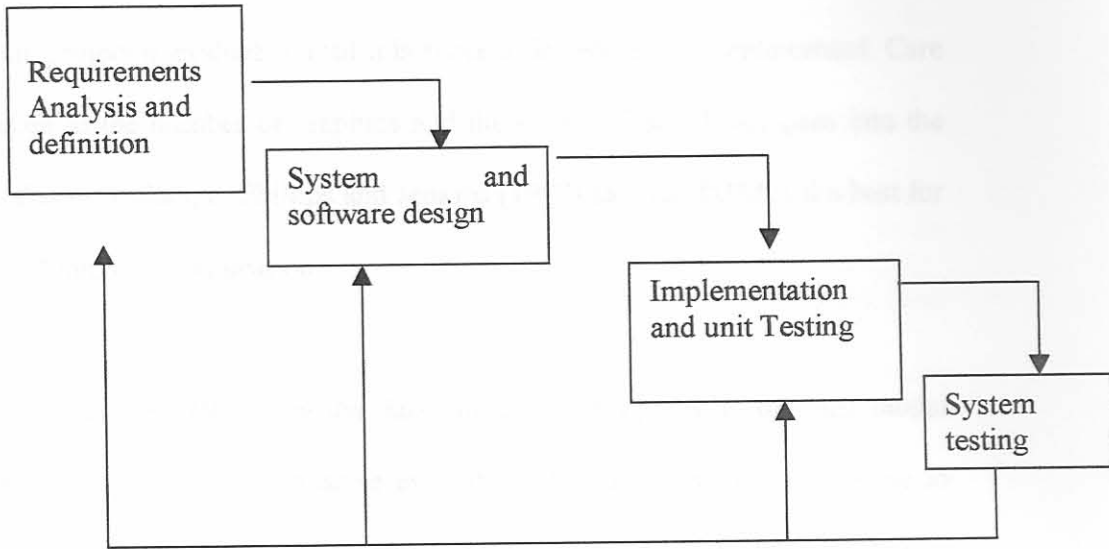 Requirements
Analysis and
definition
System and
software design
Implementation
and unit Testing
System
testing